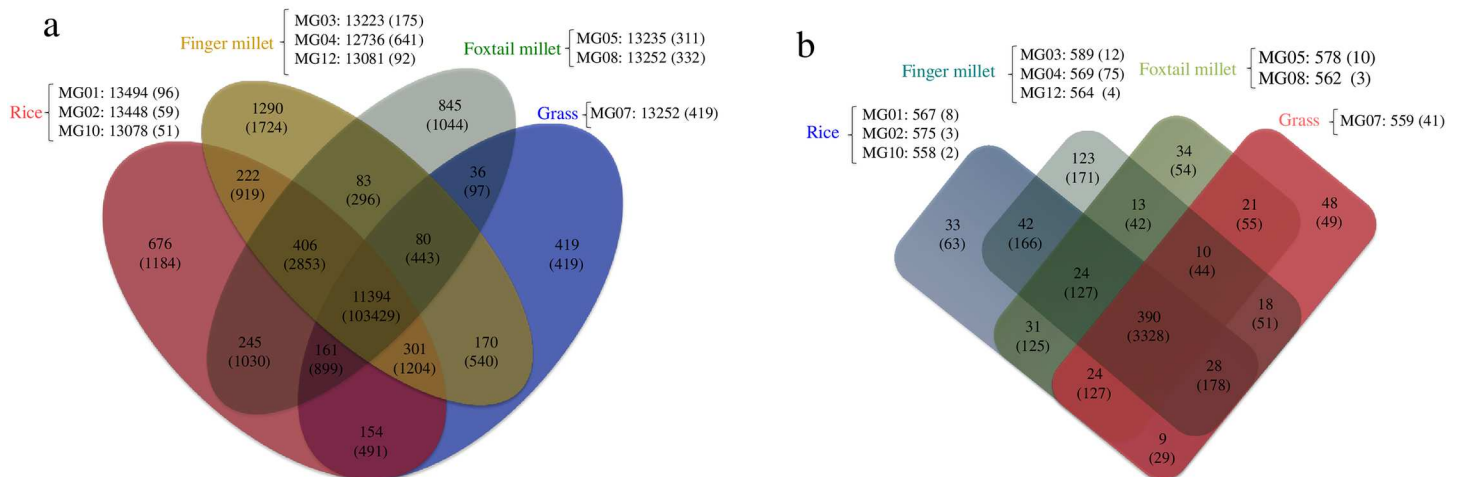 a
Finger millet
MG03: 13223 (175)
MG04: 12736 (641)
MG12: 13081 (92)
Foxtail millet
MG05: 13235 (311)
MG08: 13252 (332)
Rice
MG01: 13494 (96)
MG02: 13448 (59)
MG10: 13078 (51)
Grass
MG07: 13252 (419)
1290
(1724)
845
(1044)
222
(919)
83
(296)
36
(97)
676
(1184)
406
(2853)
80
(443)
419
(419)
11394
(103429)
245
(1030)
161
(899)
301
(1204)
170
(540)
154
(491)
b
Finger millet
MG03: 589 (12)
MG04: 569 (75)
MG12: 564 (4)
Foxtail millet
MG05: 578 (10)
MG08: 562 (3)
Rice
MG01: 567 (8)
MG02: 575 (3)
MG10: 558 (2)
Grass
MG07: 559 (41)
123
(171)
34
(54)
33
(63)
42
(166)
13
(42)
21
(55)
48
(49)
24
(127)
10
(44)
31
(125)
390
(3328)
18
(51)
24
(127)
28
(178)
9
(29)